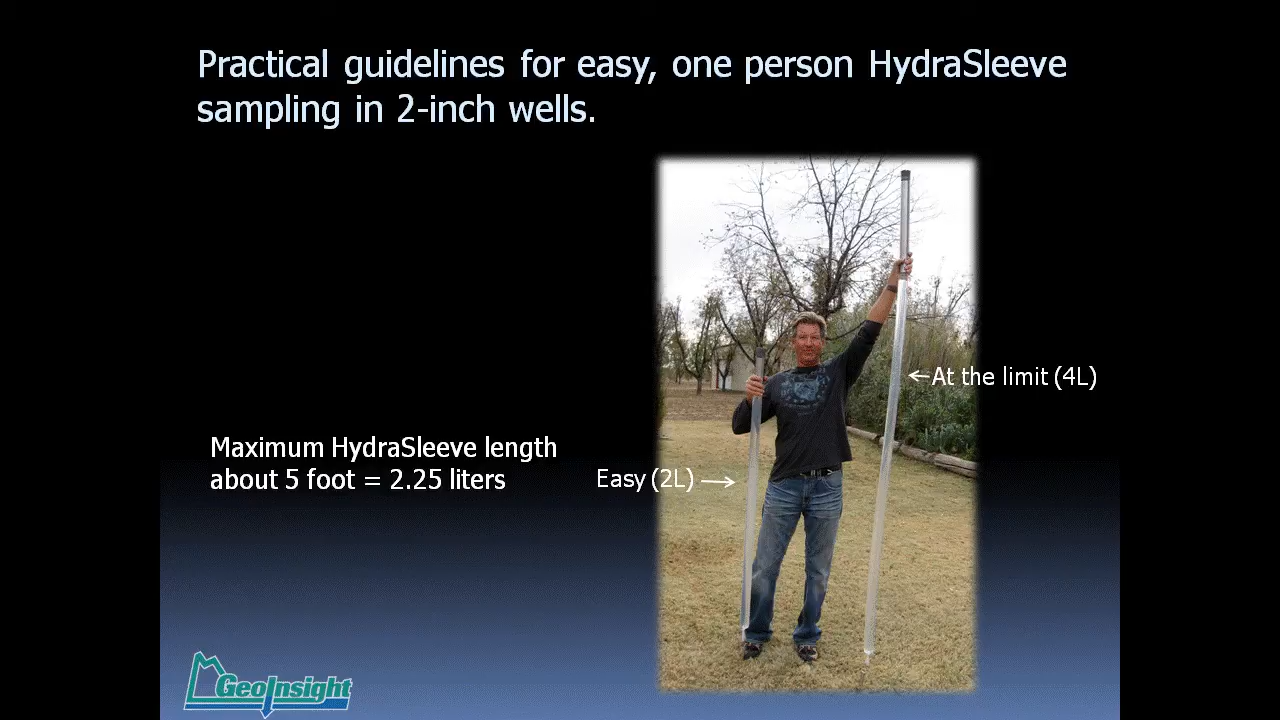 Practical guidelines for easy, one person HydraSleeve
sampling in 2-inch wells.
At the limit (4L)
Maximum HydraSleeve length
about 5 foot = 2.25 liters
Easy (2L)
GeoInsight